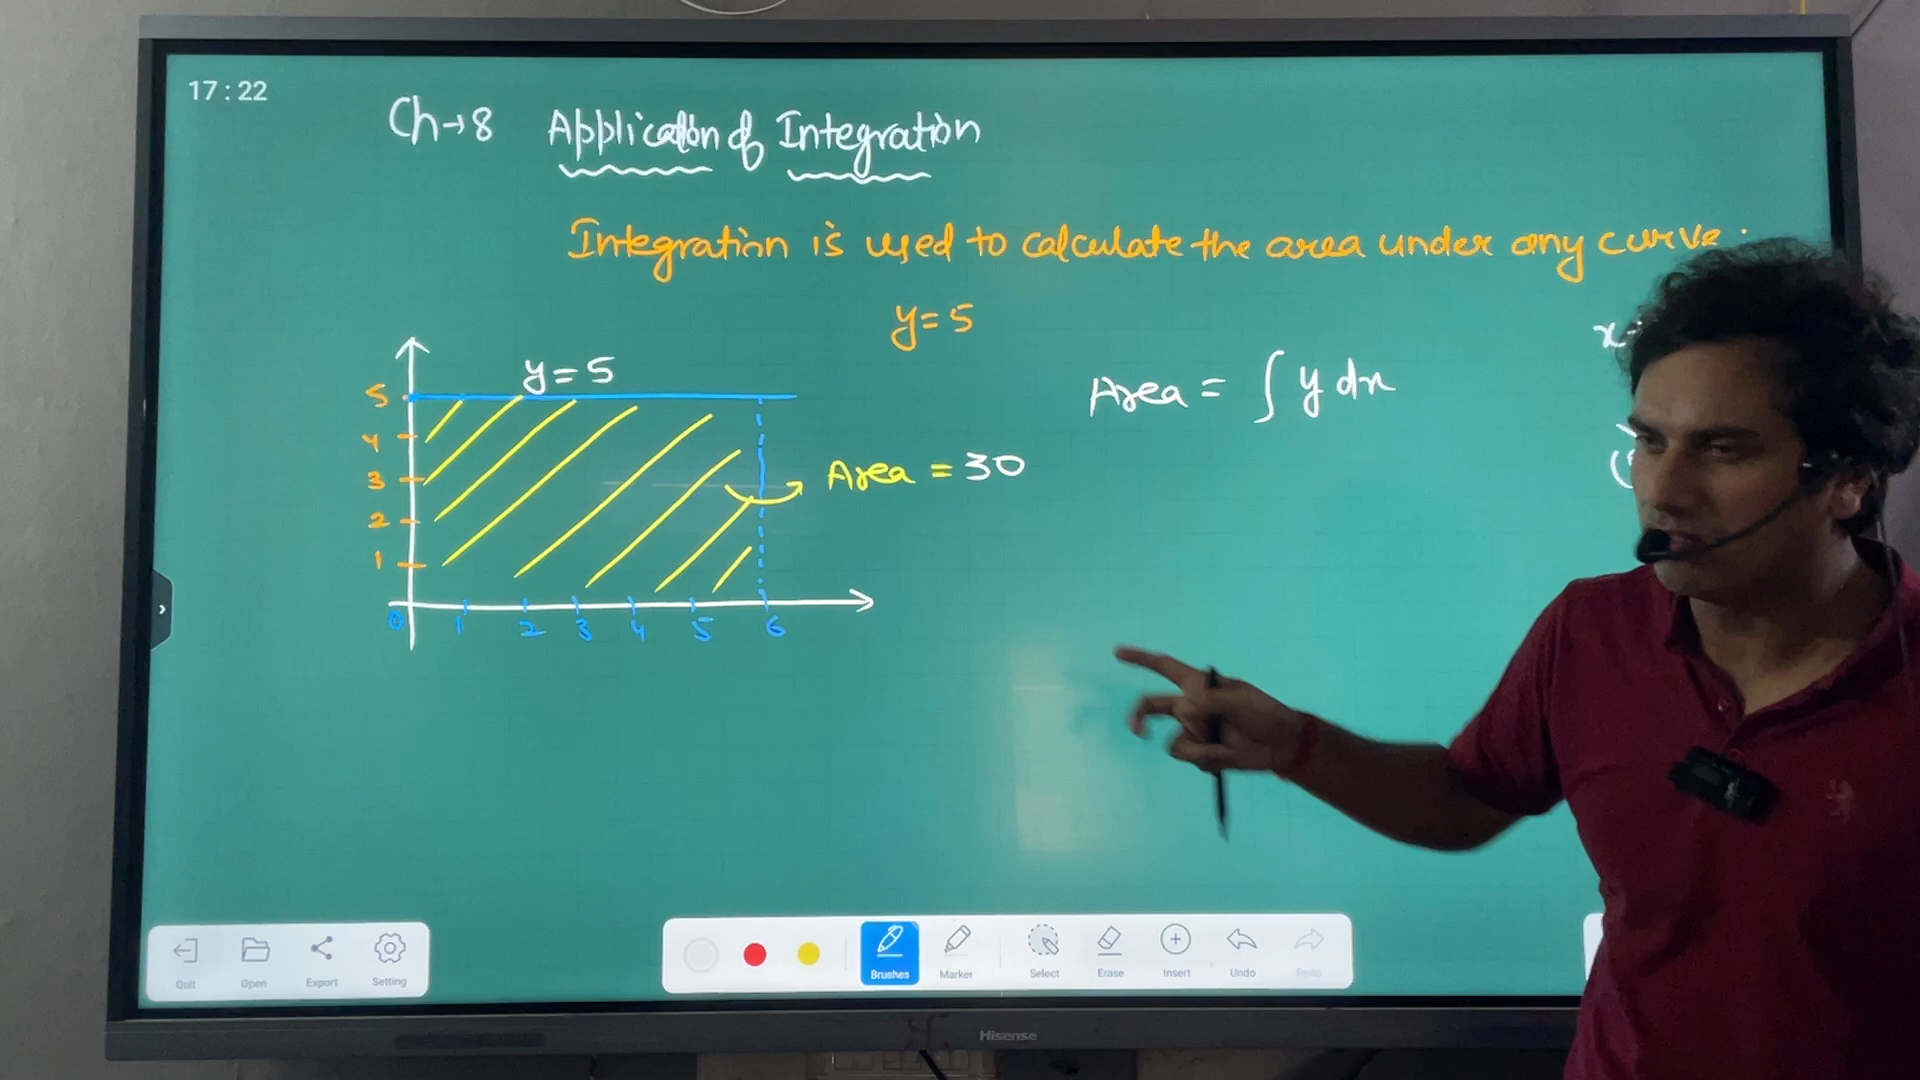 17:22
Ch→8 Application of Integration
Integration is used to calculate the area under any curve.
y=5
y=5
Area = ∫ y dx
5
4
3
2
1
Area = 30
0 1 2 3 4 5 6
Quit Open Export Setting
Brushes Marker Select Erase Insert Undo Redo
Hisense